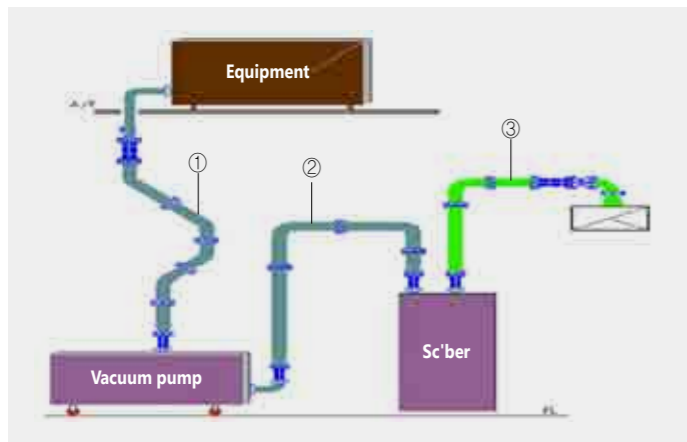 Equipment
①
②
③
Vacuum pump
Sc'ber